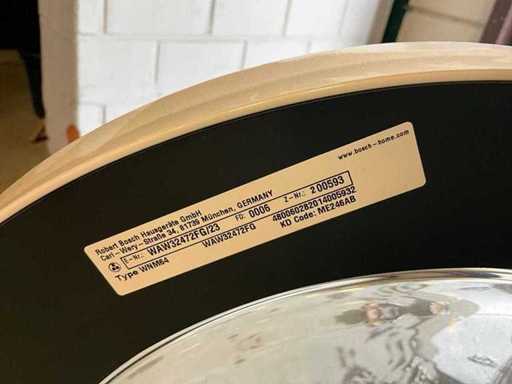 Robert Bosch Hausgeräte GmbH
Carl-Wery-Straße 34, 81739 München, GERMANY
www.bosch-home.com
E-Nr.: WAW32472FG/23 FD: 0006 Z-Nr.: 200593
Type WNM64 WAW32472FG 480060282014005932
KD Code: ME246AB